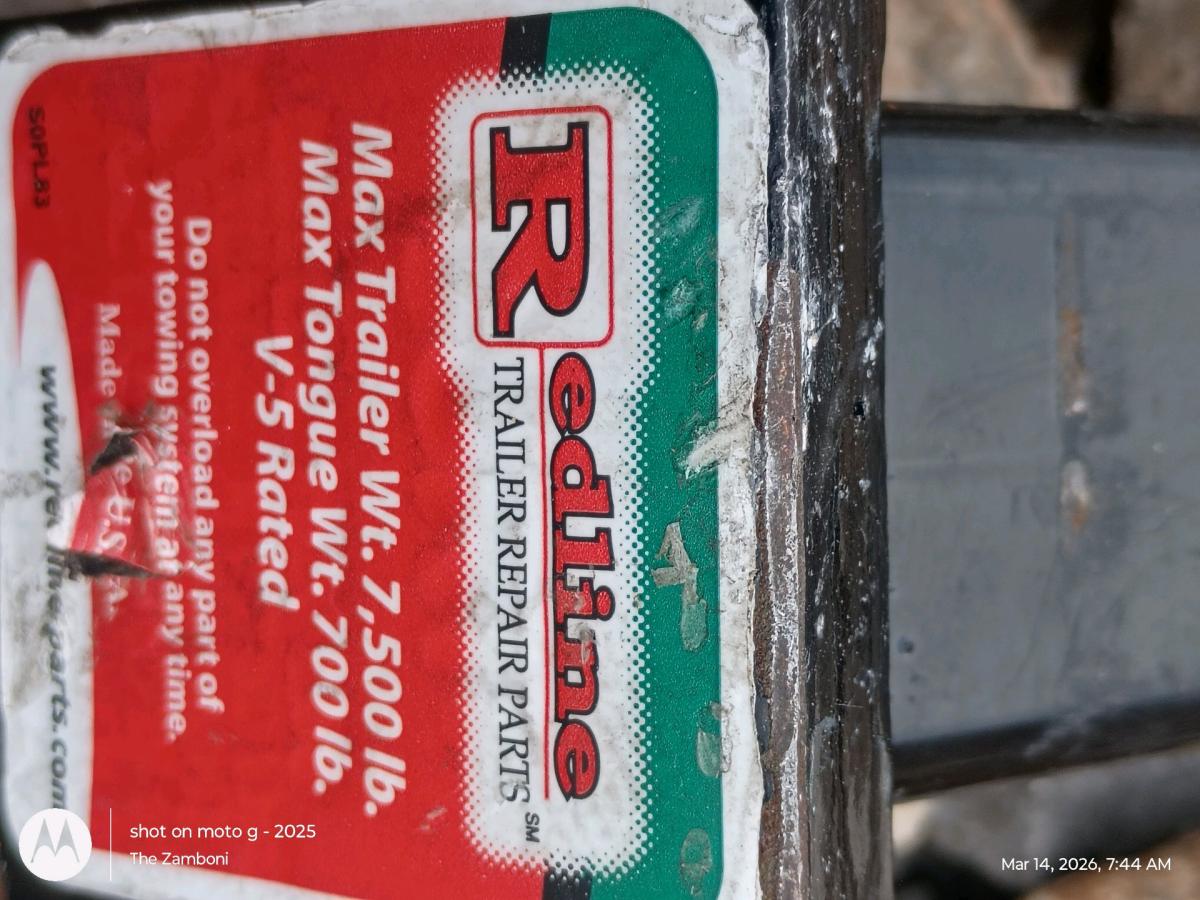 Redline
TRAILER REPAIR PARTS SM
Max Trailer Wt. 7,500 lb.
Max Tongue Wt. 700 lb.
V-5 Rated
Do not overload any part of
your towing system at any time.
Made U.S.A.
S0PL83
shot on moto g - 2025
The Zamboni
Mar 14, 2026, 7:44 AM